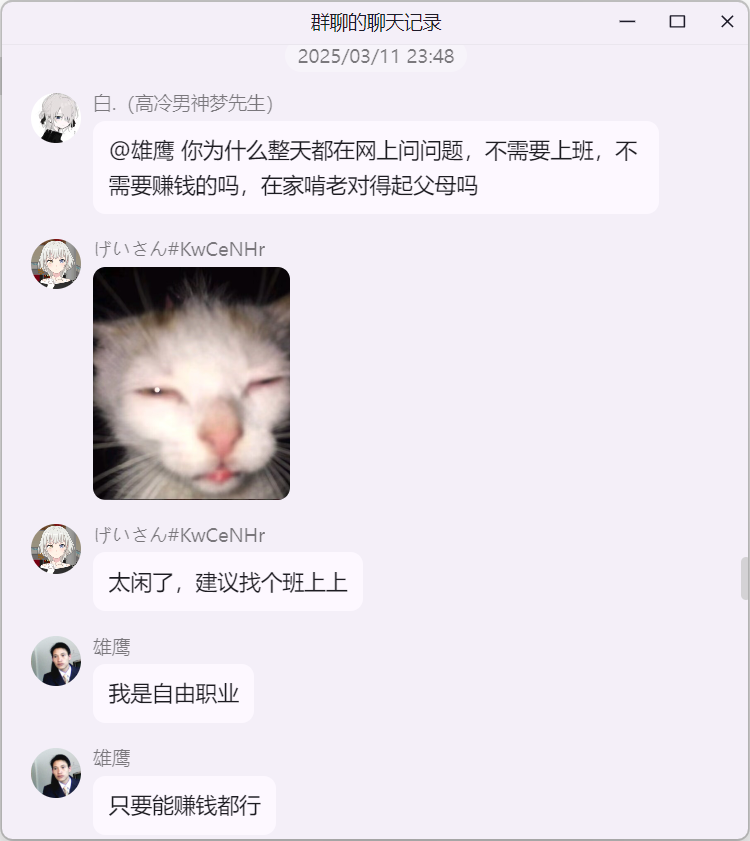 群聊的聊天记录
2025/03/11 23:48
白.  (高冷男神梦先生)
@雄鹰 你为什么整天都在网上问问题，不需要上班，不
需要赚钱的吗，在家啃老对得起父母吗
げいさん#KwCeNHr
げいさん#KwCeNHr
太闲了，建议找个班上上
雄鹰
我是自由职业
雄鹰
只要能赚钱都行